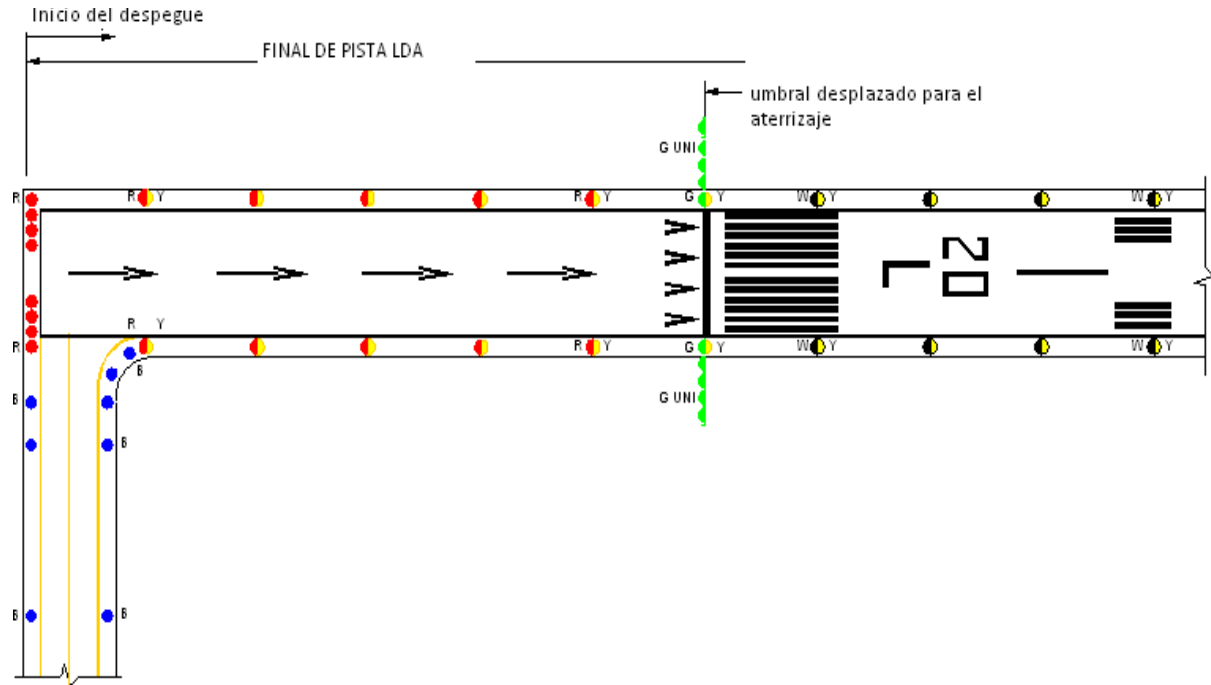 Inicio del despegue
FINAL DE PISTA LDA
umbral desplazado para el
aterrizaje
G UNI
R R Y R Y G Y W Y W Y
20
L
R Y
R R Y G Y W Y W Y
B
B B
G UNI
B
B B